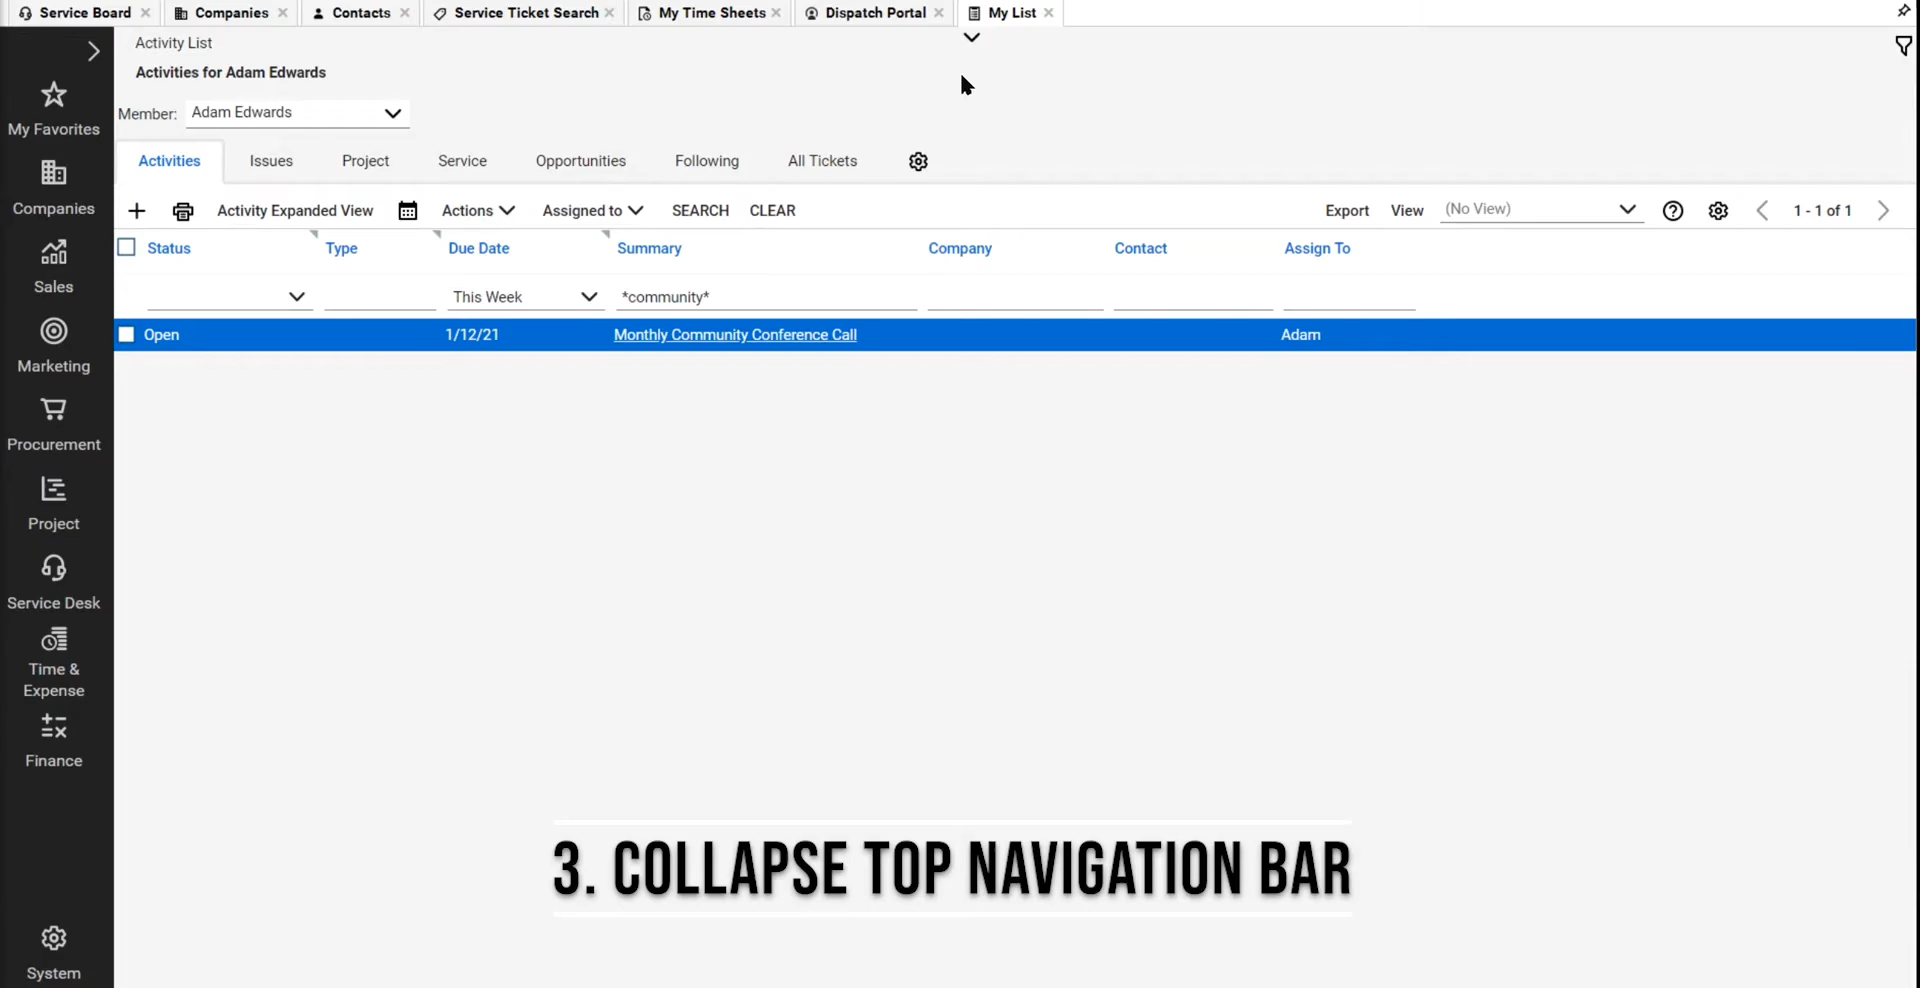 Service Board Companies Contacts Service Ticket Search My Time Sheets Dispatch Portal My List
Activity List
Activities for Adam Edwards
Member: Adam Edwards
Activities Issues Project Service Opportunities Following All Tickets
Activity Expanded View Actions Assigned to SEARCH CLEAR Export View (No View) 1 - 1 of 1
Status Type Due Date Summary Company Contact Assign To
This Week *community*
Open 1/12/21 Monthly Community Conference Call Adam
My Favorites
Companies
Sales
Marketing
Procurement
Project
Service Desk
Time &
Expense
Finance
System
3. COLLAPSE TOP NAVIGATION BAR